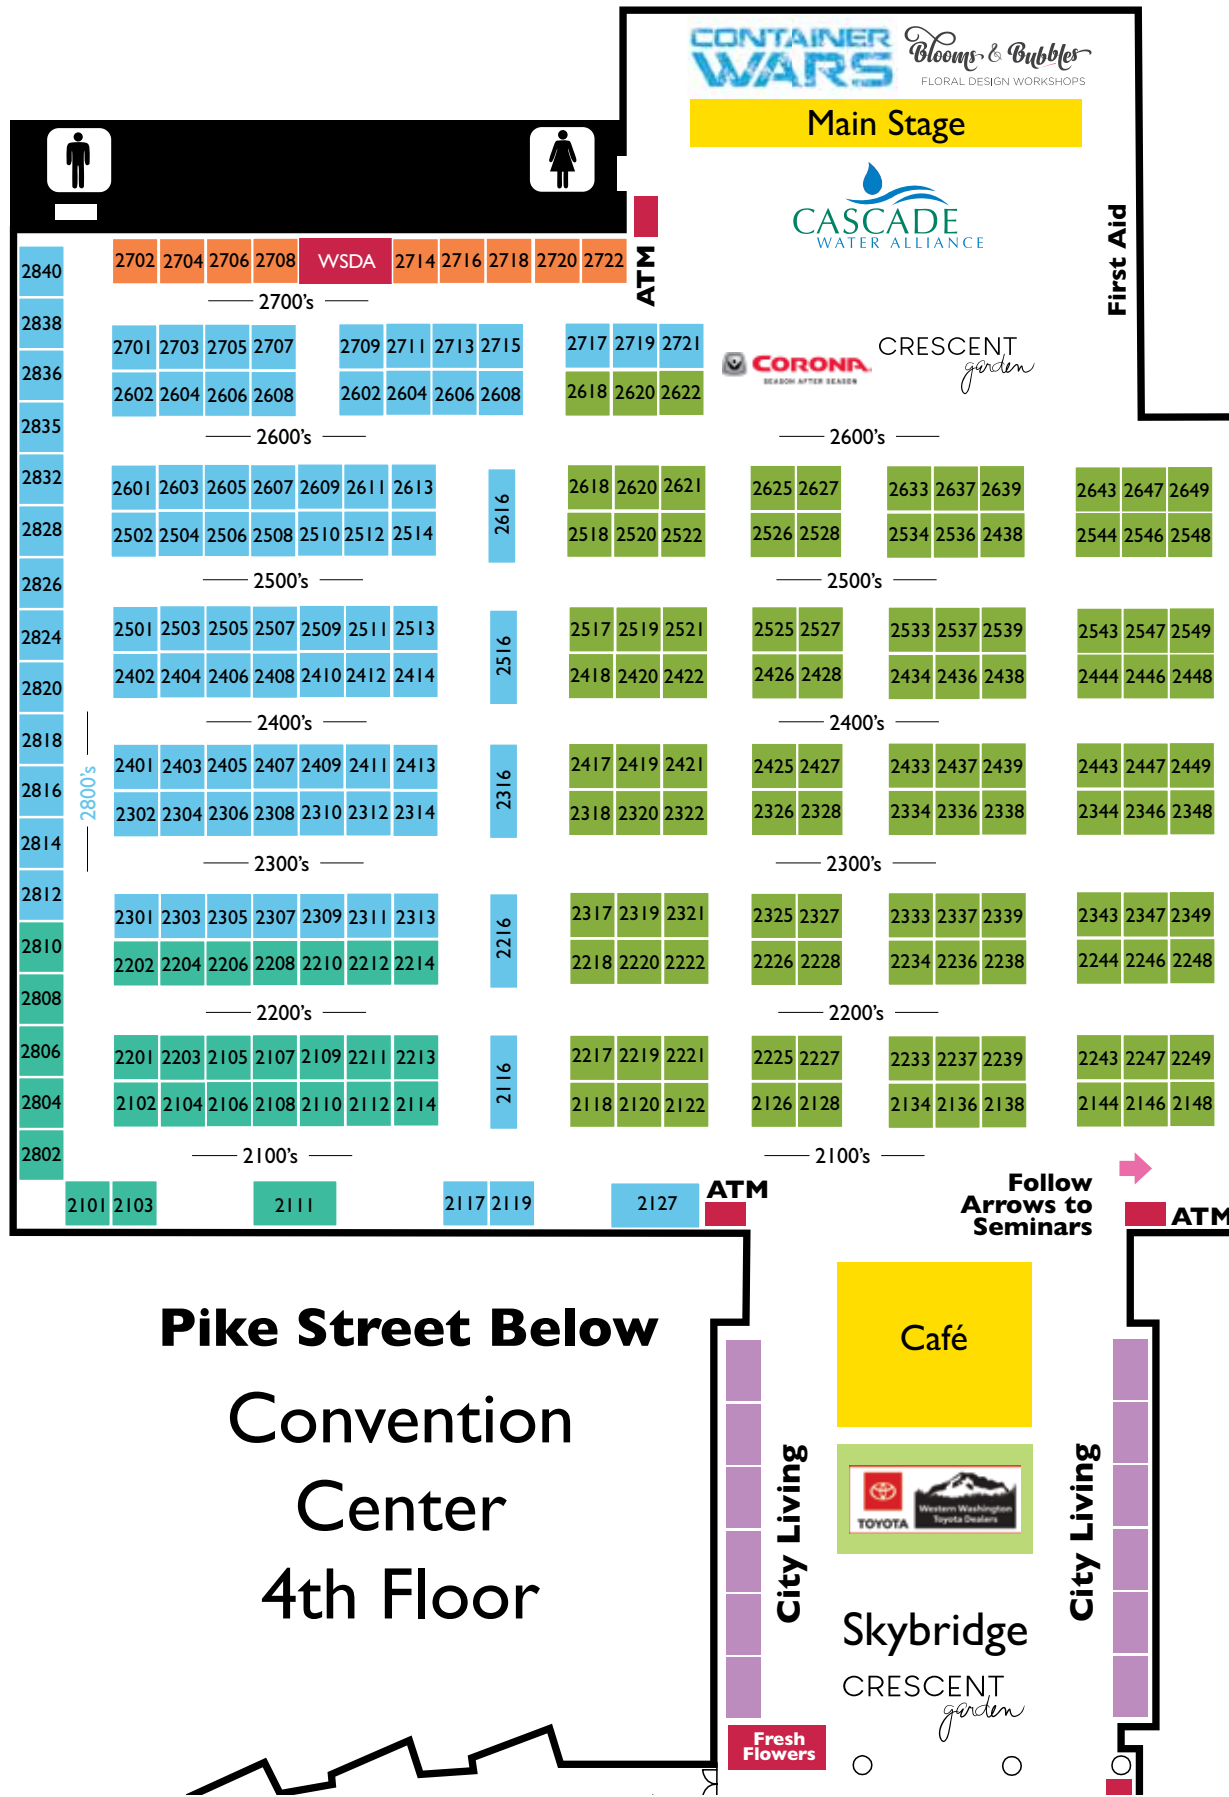 CONTAINER WARS
Blooms & Bubbles
FLORAL DESIGN WORKSHOPS
Main Stage
CASCADE
WATER ALLIANCE
First Aid
ATM
2702 2704 2706 2708 WSDA 2714 2716 2718 2720 2722
2700's
2701 2703 2705 2707 2709 2711 2713 2715 2717 2719 2721
2602 2604 2606 2608 2602 2604 2606 2608 2618 2620 2622
CORONA
SEASON AFTER SEASON
CRESCENT
garden
2600's 2600's
2601 2603 2605 2607 2609 2611 2613 2618 2620 2621 2625 2627 2633 2637 2639 2643 2647 2649
2616
2502 2504 2506 2508 2510 2512 2514 2518 2520 2522 2526 2528 2534 2536 2438 2544 2546 2548
2500's 2500's
2501 2503 2505 2507 2509 2511 2513 2517 2519 2521 2525 2527 2533 2537 2539 2543 2547 2549
2516
2402 2404 2406 2408 2410 2412 2414 2418 2420 2422 2426 2428 2434 2436 2438 2444 2446 2448
2400's 2400's
2401 2403 2405 2407 2409 2411 2413 2417 2419 2421 2425 2427 2433 2437 2439 2443 2447 2449
2316
2302 2304 2306 2308 2310 2312 2314 2318 2320 2322 2326 2328 2334 2336 2338 2344 2346 2348
2300's 2300's
2301 2303 2305 2307 2309 2311 2313 2317 2319 2321 2325 2327 2333 2337 2339 2343 2347 2349
2216
2202 2204 2206 2208 2210 2212 2214 2218 2220 2222 2226 2228 2234 2236 2238 2244 2246 2248
2200's 2200's
2201 2203 2105 2107 2109 2211 2213 2217 2219 2221 2225 2227 2233 2237 2239 2243 2247 2249
2116
2102 2104 2106 2108 2110 2112 2114 2118 2120 2122 2126 2128 2134 2136 2138 2144 2146 2148
2100's 2100's
2840
2838
2836
2835
2832
2828
2826
2824
2820
2818
2816
2814
2812
2810
2808
2806
2804
2802
2800's
2101 2103 2111 2117 2119 2127
ATM
Follow
Arrows to
Seminars
ATM
Pike Street Below
Convention
Center
4th Floor
Café
City Living
City Living
TOYOTA
Western Washington
Toyota Dealers
Skybridge
CRESCENT
garden
Fresh
Flowers